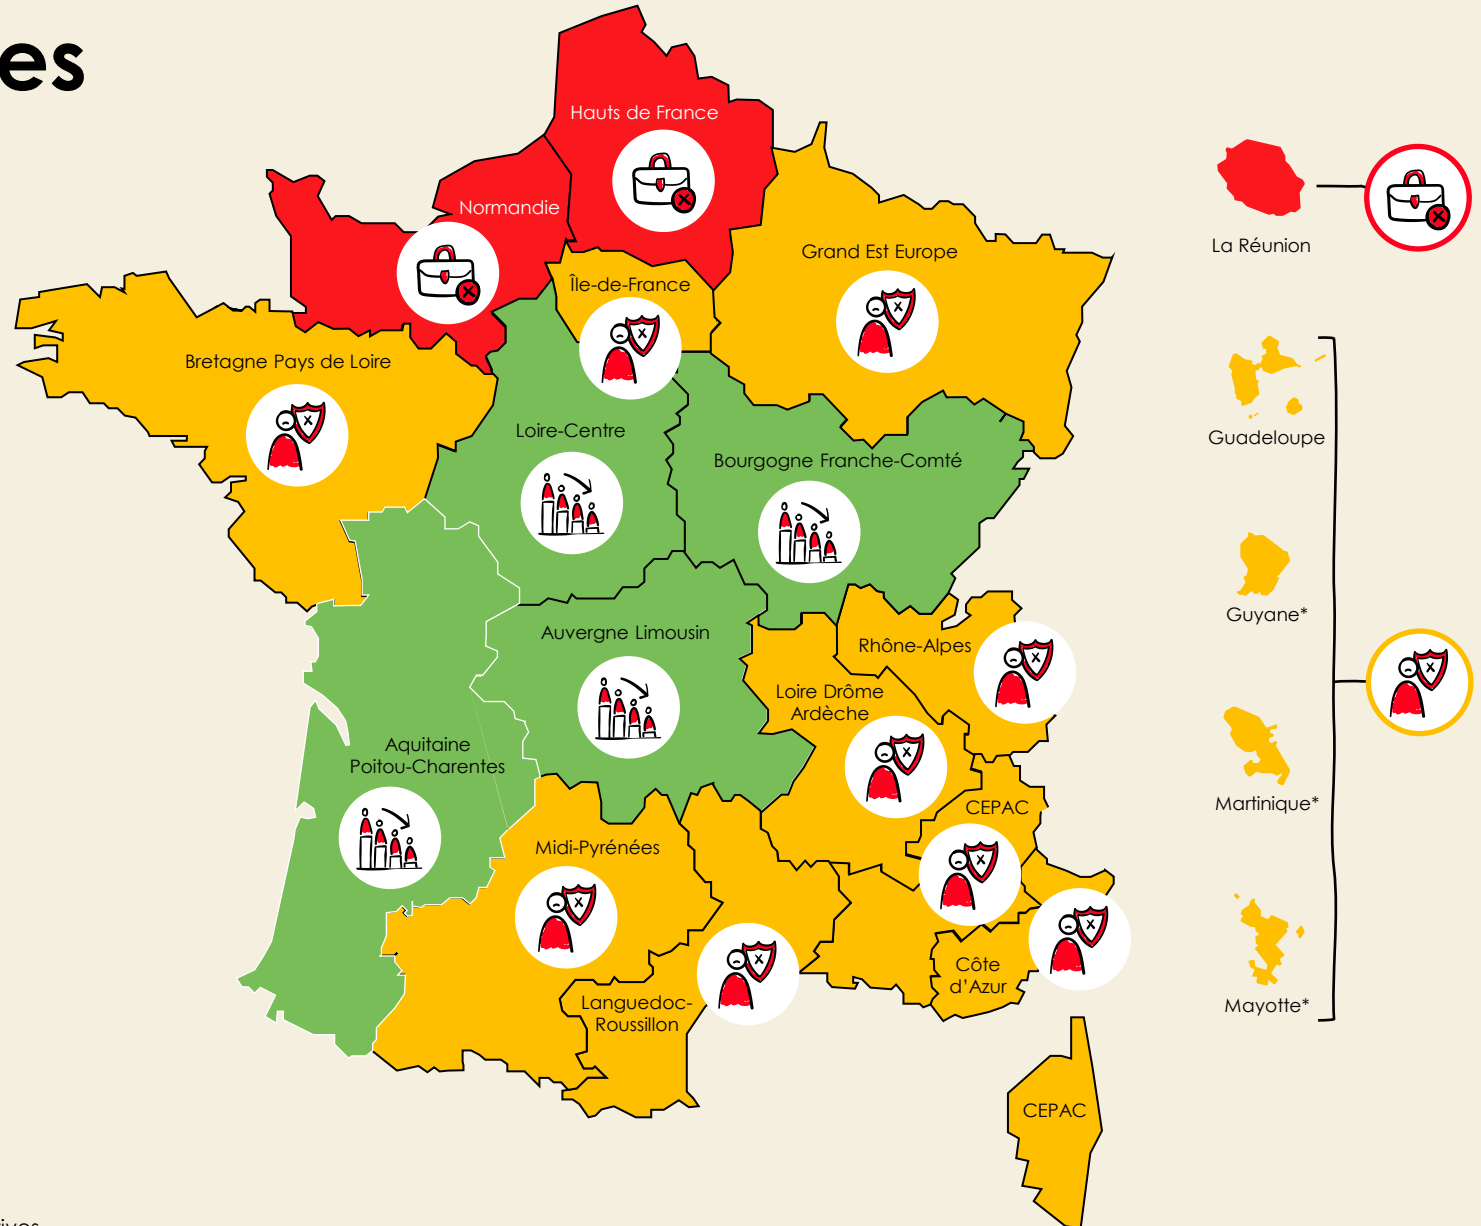 es
Hauts de France
Normandie
La Réunion
Grand Est Europe
Île-de-France
Bretagne Pays de Loire
Loire-Centre
Guadeloupe
Bourgogne Franche-Comté
Guyane*
Auvergne Limousin
Rhône-Alpes
Loire Drôme
Ardèche
Aquitaine
Poitou-Charentes
CEPAC
Martinique*
Midi-Pyrénées
Côte
d'Azur
Languedoc-
Roussillon
Mayotte*
CEPAC